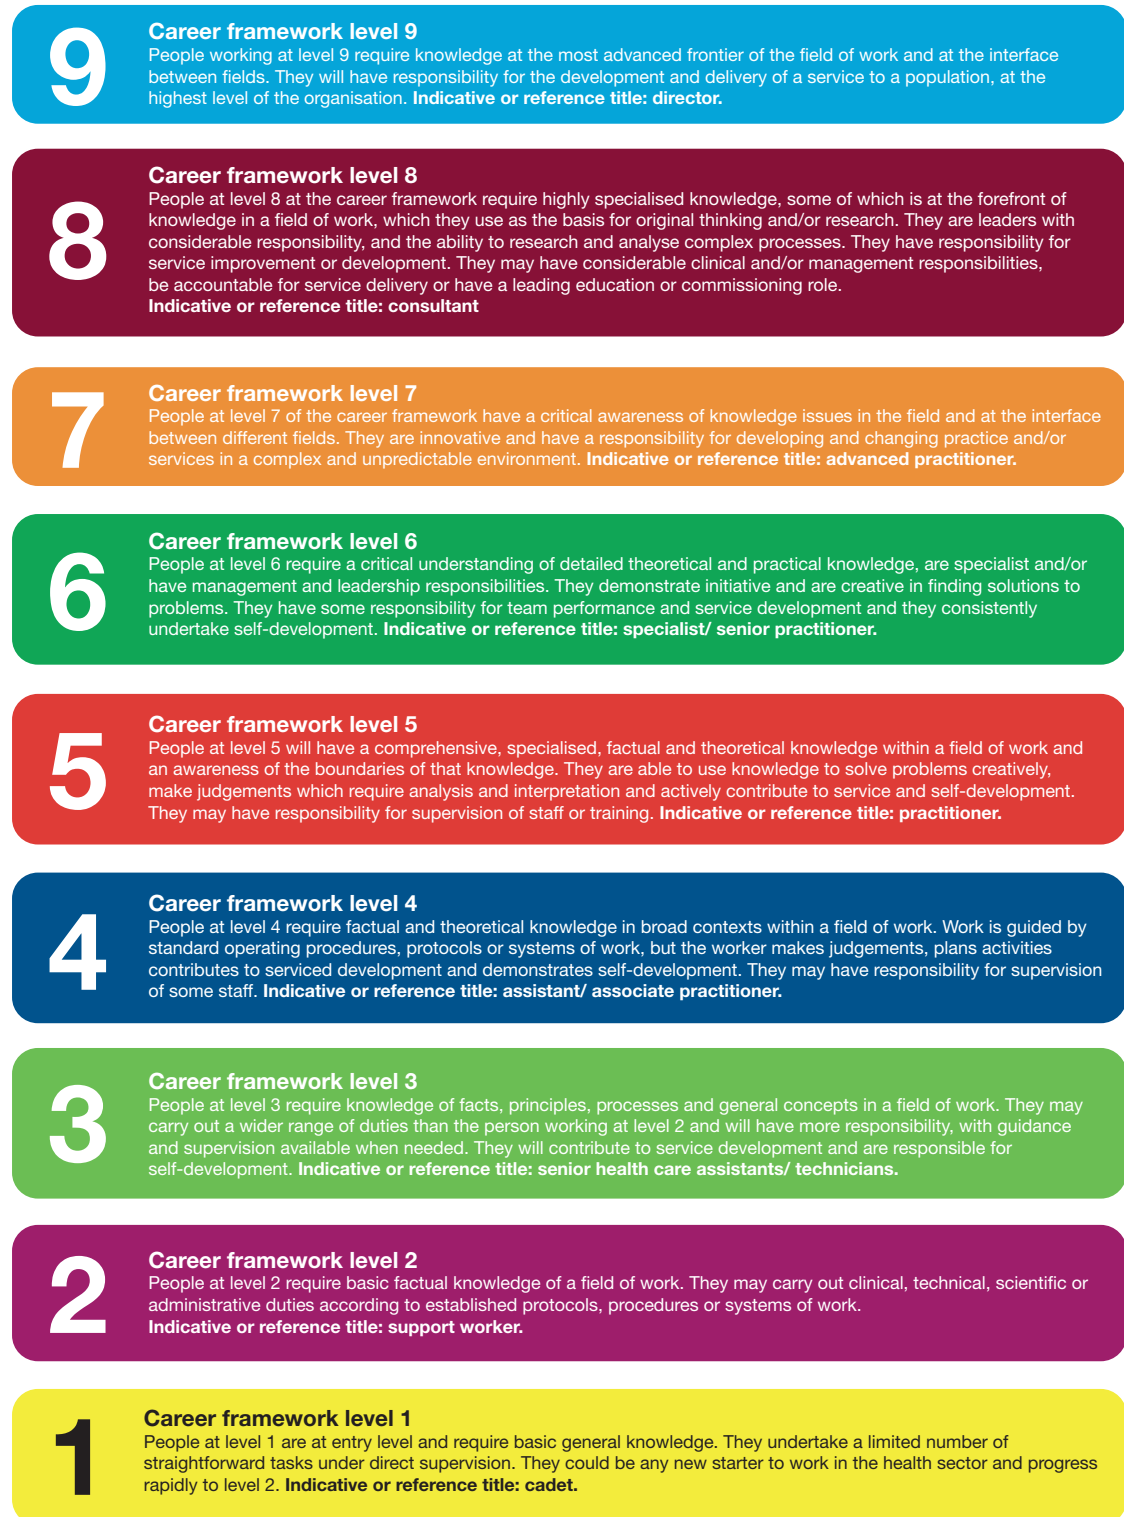 9
Career framework level 9
People working at level 9 require knowledge at the most advanced frontier of the field of work and at the interface
between fields. They will have responsibility for the development and delivery of a service to a population, at the
highest level of the organisation. Indicative or reference title: director.
8
Career framework level 8
People at level 8 at the career framework require highly specialised knowledge, some of which is at the forefront of
knowledge in a field of work, which they use as the basis for original thinking and/or research. They are leaders with
considerable responsibility, and the ability to research and analyse complex processes. They have responsibility for
service improvement or development. They may have considerable clinical and/or management responsibilities,
be accountable for service delivery or have a leading education or commissioning role.
Indicative or reference title: consultant
7
Career framework level 7
People at level 7 of the career framework have a critical awareness of knowledge issues in the field and at the interface
between different fields. They are innovative and have a responsibility for developing and changing practice and/or
services in a complex and unpredictable environment. Indicative or reference title: advanced practitioner.
6
Career framework level 6
People at level 6 require a critical understanding of detailed theoretical and practical knowledge, are specialist and/or
have management and leadership responsibilities. They demonstrate initiative and are creative in finding solutions to
problems. They have some responsibility for team performance and service development and they consistently
undertake self-development. Indicative or reference title: specialist/ senior practitioner.
5
Career framework level 5
People at level 5 will have a comprehensive, specialised, factual and theoretical knowledge within a field of work and
an awareness of the boundaries of that knowledge. They are able to use knowledge to solve problems creatively,
make judgements which require analysis and interpretation and actively contribute to service and self-development.
They may have responsibility for supervision of staff or training. Indicative or reference title: practitioner.
4
Career framework level 4
People at level 4 require factual and theoretical knowledge in broad contexts within a field of work. Work is guided by
standard operating procedures, protocols or systems of work, but the worker makes judgements, plans activities
contributes to serviced development and demonstrates self-development. They may have responsibility for supervision
of some staff. Indicative or reference title: assistant/ associate practitioner.
3
Career framework level 3
People at level 3 require knowledge of facts, principles, processes and general concepts in a field of work. They may
carry out a wider range of duties than the person working at level 2 and will have more responsibility, with guidance
and supervision available when needed. They will contribute to service development and are responsible for
self-development. Indicative or reference title: senior health care assistants/ technicians.
2
Career framework level 2
People at level 2 require basic factual knowledge of a field of work. They may carry out clinical, technical, scientific or
administrative duties according to established protocols, procedures or systems of work.
Indicative or reference title: support worker.
1
Career framework level 1
People at level 1 are at entry level and require basic general knowledge. They undertake a limited number of
straightforward tasks under direct supervision. They could be any new starter to work in the health sector and progress
rapidly to level 2. Indicative or reference title: cadet.